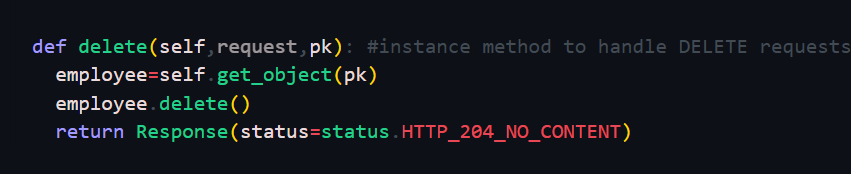 def delete(self,request,pk): #instance method to handle DELETE requests
employee=self.get_object(pk)
employee.delete()
return Response(status=status.HTTP_204_NO_CONTENT)